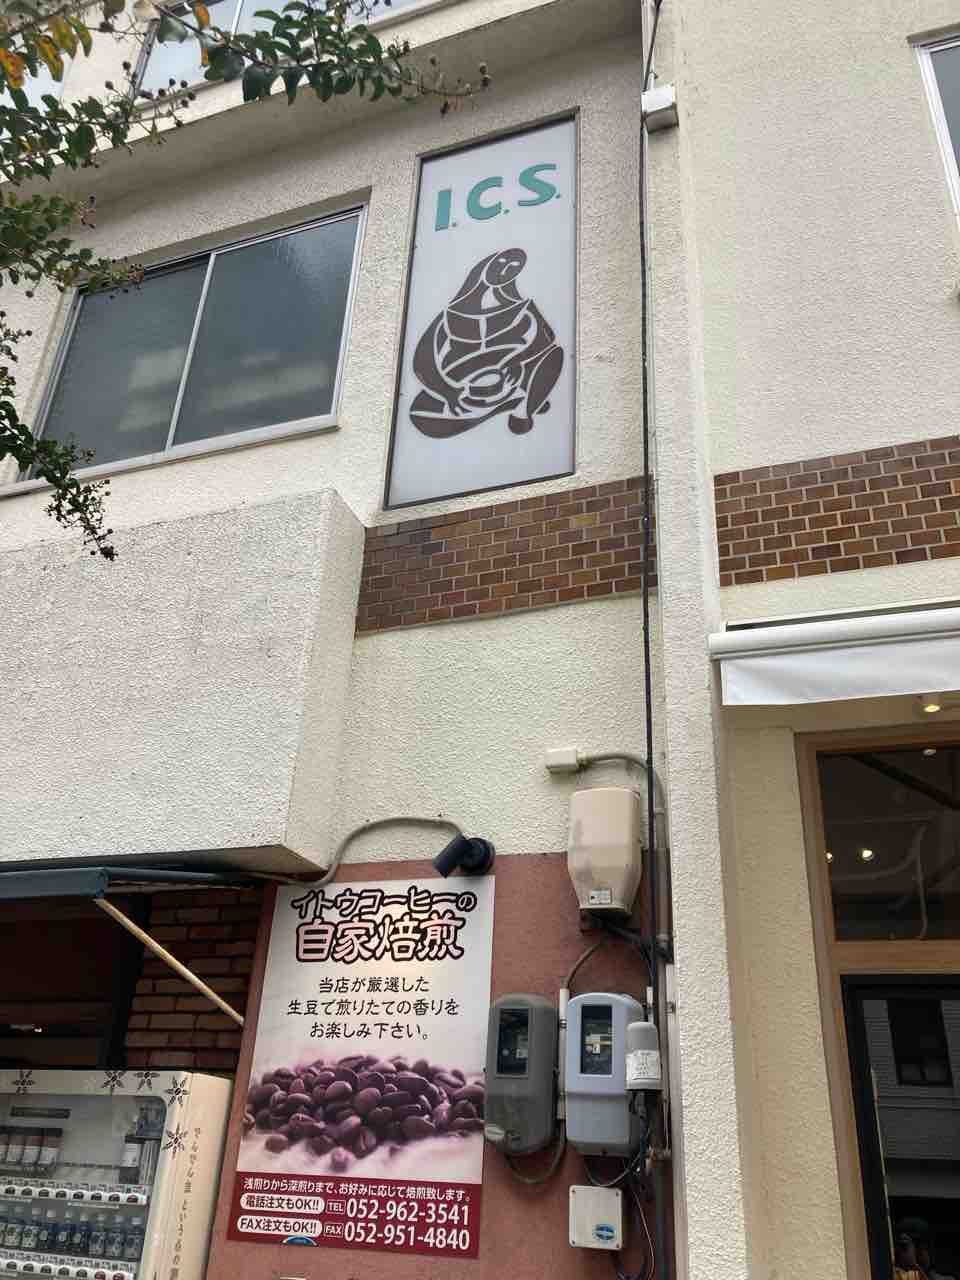 I.C.S.
イトウコーヒーの
自家焙煎
当店が厳選した
生豆で煎りたての香りを
お楽しみ下さい。
浅煎りから深煎りまで、お好みに応じて焙煎致します。
電話注文もOK!! TEL 052-962-3541
FAX注文もOK!! FAX 052-951-4840